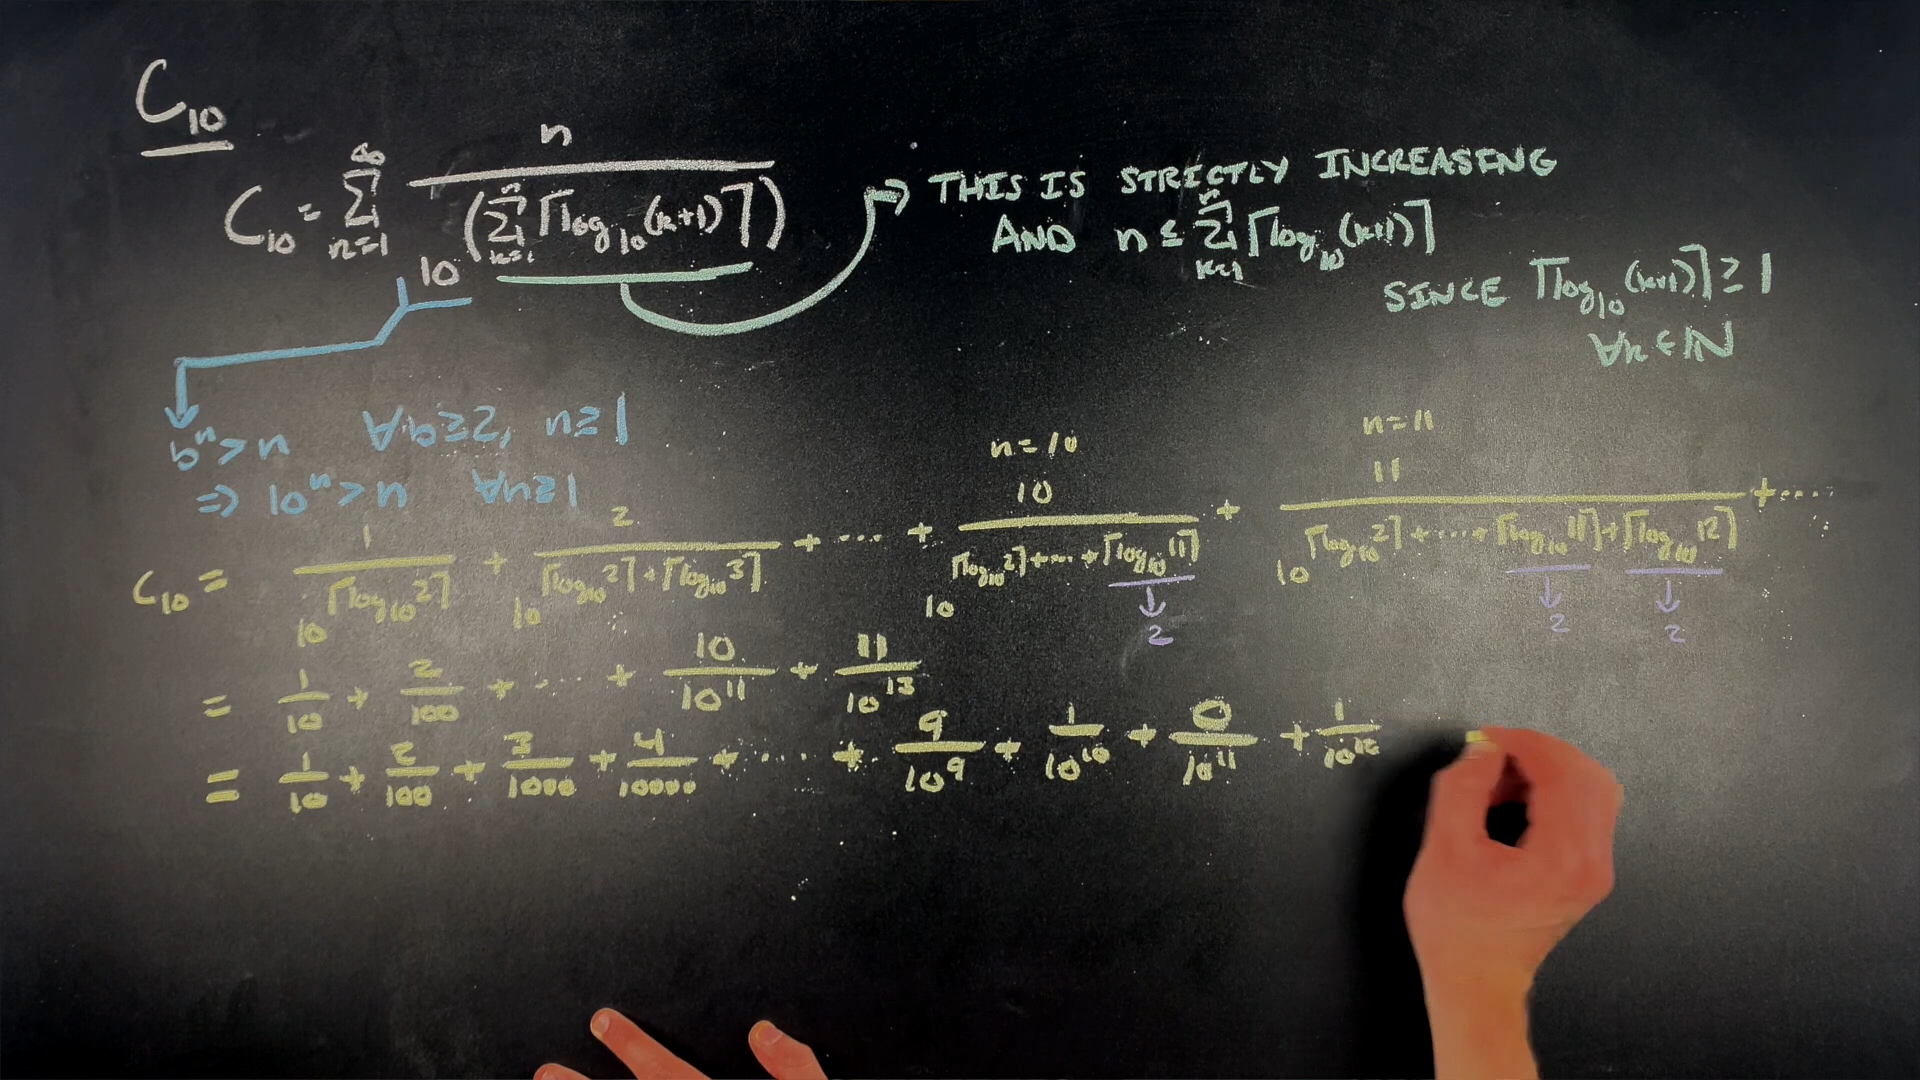 C₁₀
C₁₀ = ∑_{n=1}^{∞} n / 10^{(∑_{k=1}^{n} ⌈log₁₀(k+1)⌉)}
→ THIS IS STRICTLY INCREASING
AND n ≤ ∑_{k=1}^{n} ⌈log₁₀(k+1)⌉
SINCE ⌈log₁₀(k+1)⌉ ≥ 1
∀k∈ℕ
bⁿ > n ∀b≥2, n≥1
⇒ 10ⁿ > n ∀n≥1
n=10
n=11
C₁₀ = 1/10^{⌈log₁₀2⌉} + 2/10^{⌈log₁₀2⌉+⌈log₁₀3⌉} + ... + 10/10^{⌈log₁₀2⌉+...+⌈log₁₀11⌉} + 11/10^{⌈log₁₀2⌉+...+⌈log₁₀11⌉+⌈log₁₀12⌉} + ....
↓ ↓ ↓
2 2 2
= 1/10 + 2/100 + ... + 10/10¹¹ + 11/10¹³
= 1/10 + 2/100 + 3/1000 + 4/10000 + .... + 9/10⁹ + 1/10¹⁰ + 0/10¹¹ + 1/10¹²